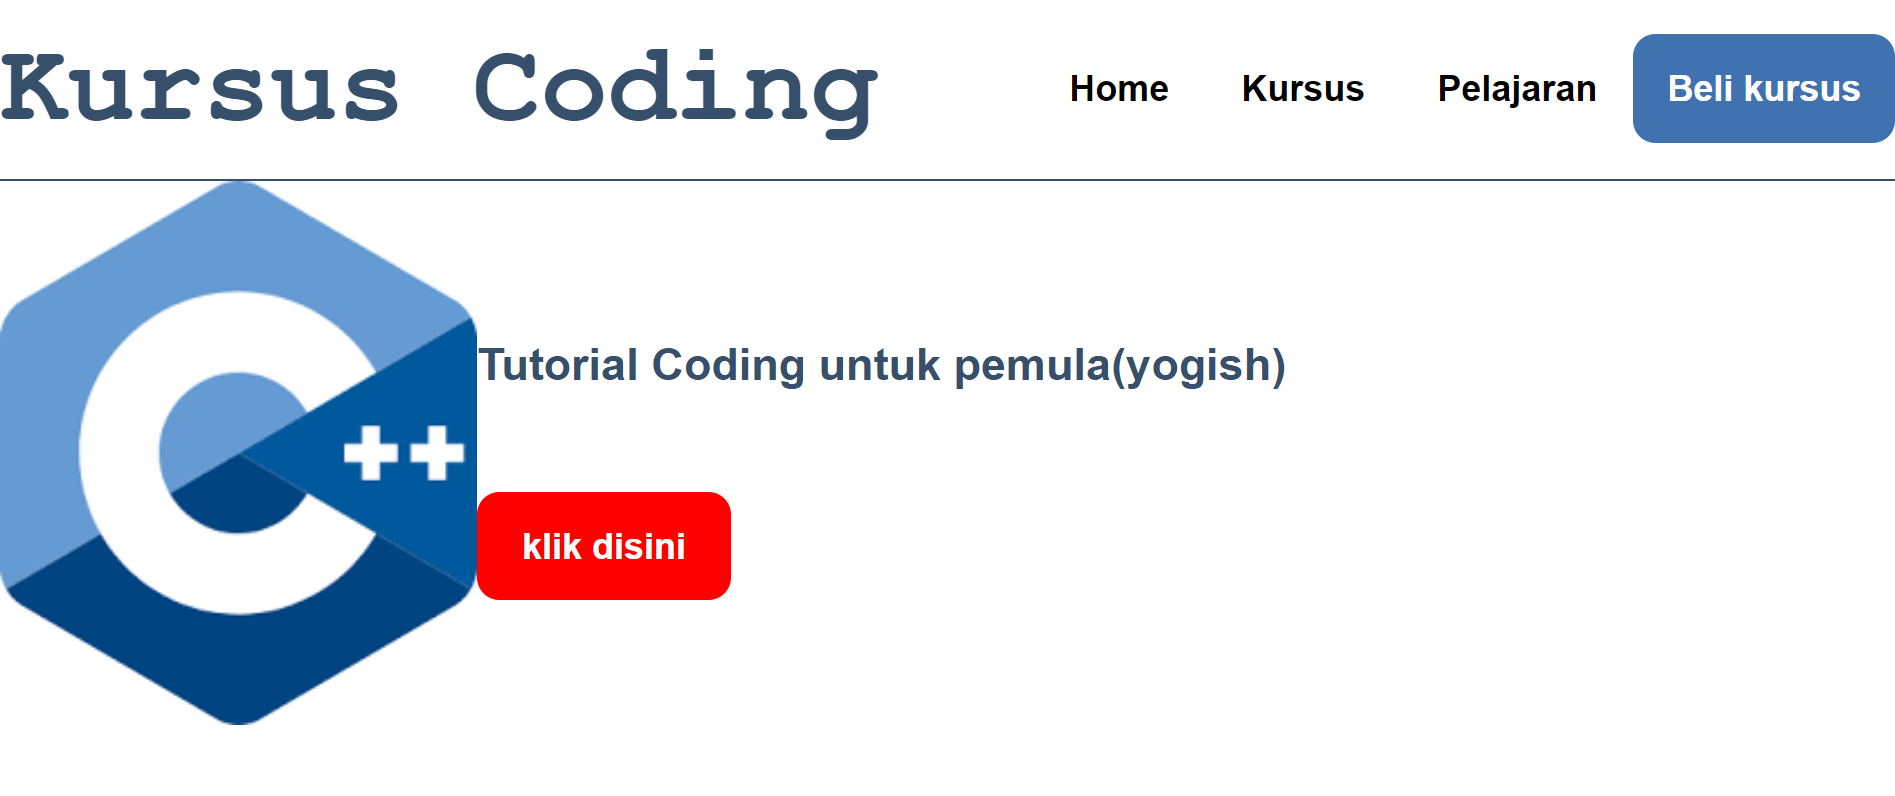 Kursus Coding
Home Kursus Pelajaran Beli kursus
C++
Tutorial Coding untuk pemula(yogish)
klik disini